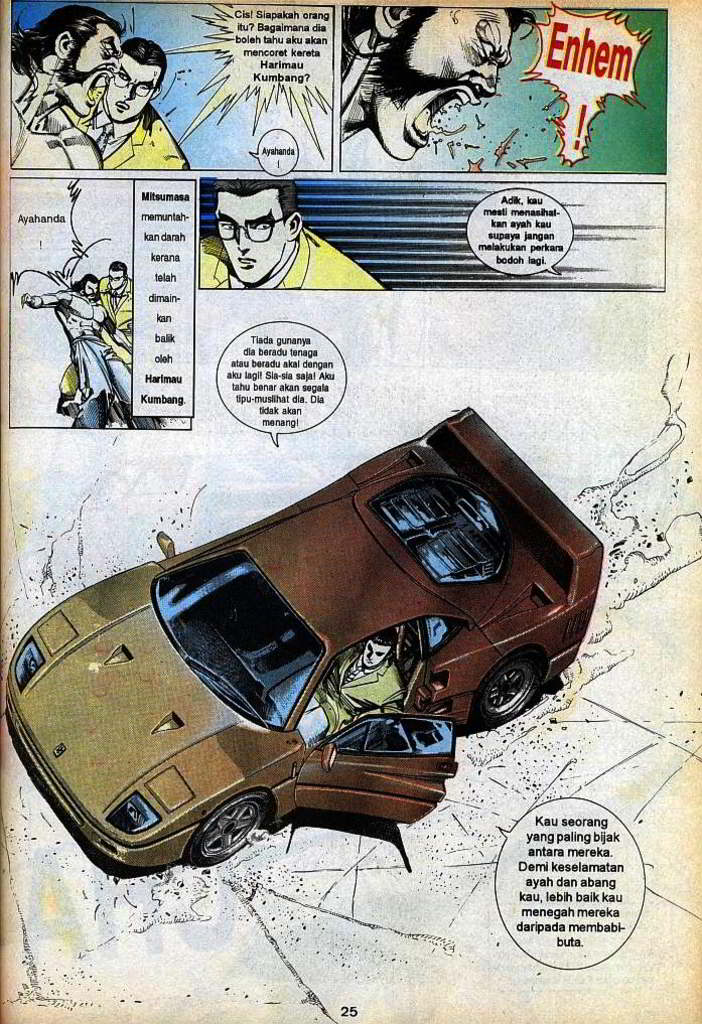 Cis! Siapakah orang
itu? Bagaimana dia
boleh tahu aku akan
mencoret kereta
Harimau
Kumbang?
Ayahanda
!
Enhem
!
Ayahanda
!
Mitsumasa
memuntah-
kan darah
kerana
telah
dimain-
kan
balik
oleh
Harimau
Kumbang.
Adik, kau
mesti menasihat-
kan ayah kau
supaya jangan
melakukan perkara
bodoh lagi.
Tiada gunanya
dia beradu tenaga
atau beradu akal dengan
aku lagi! Sia-sia saja! Aku
tahu benar akan segala
tipu-muslihat dia. Dia
tidak akan
menang!
Kau seorang
yang paling bijak
antara mereka.
Demi keselamatan
ayah dan abang
kau, lebih baik kau
menegah mereka
daripada membabi-
buta.
25